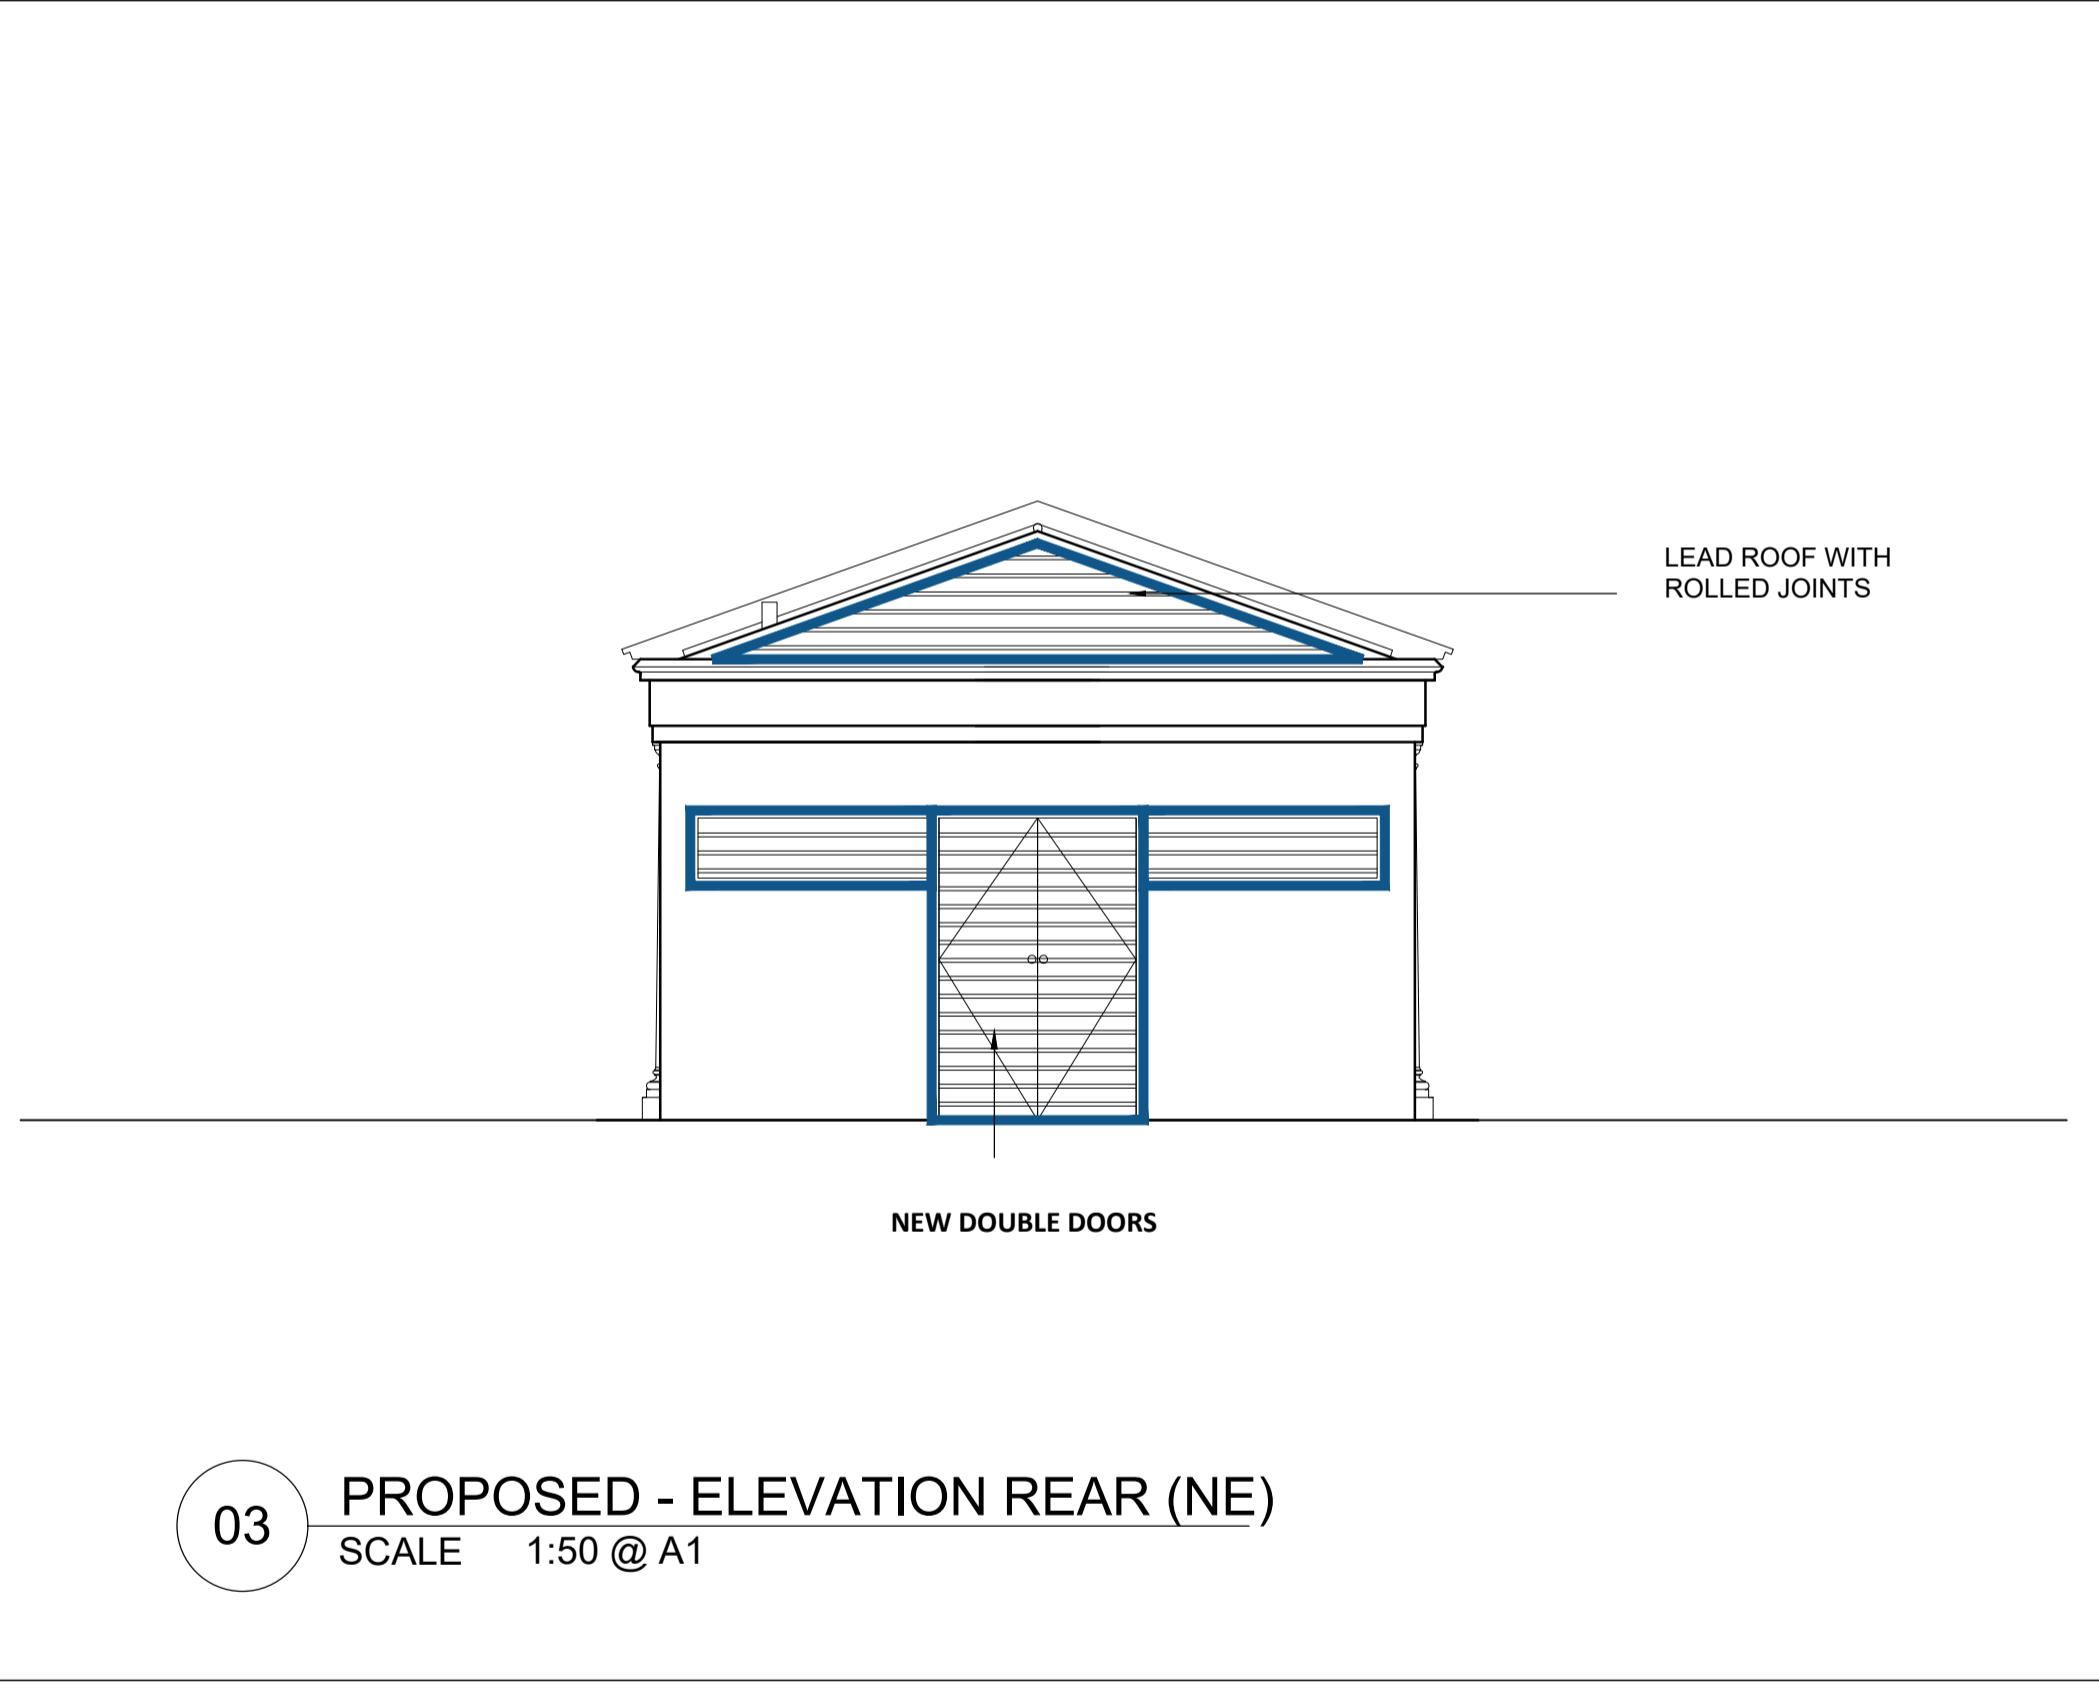 LEAD ROOF WITH
ROLLED JOINTS
NEW DOUBLE DOORS
03
PROPOSED - ELEVATION REAR (NE)
SCALE 1:50 @ A1